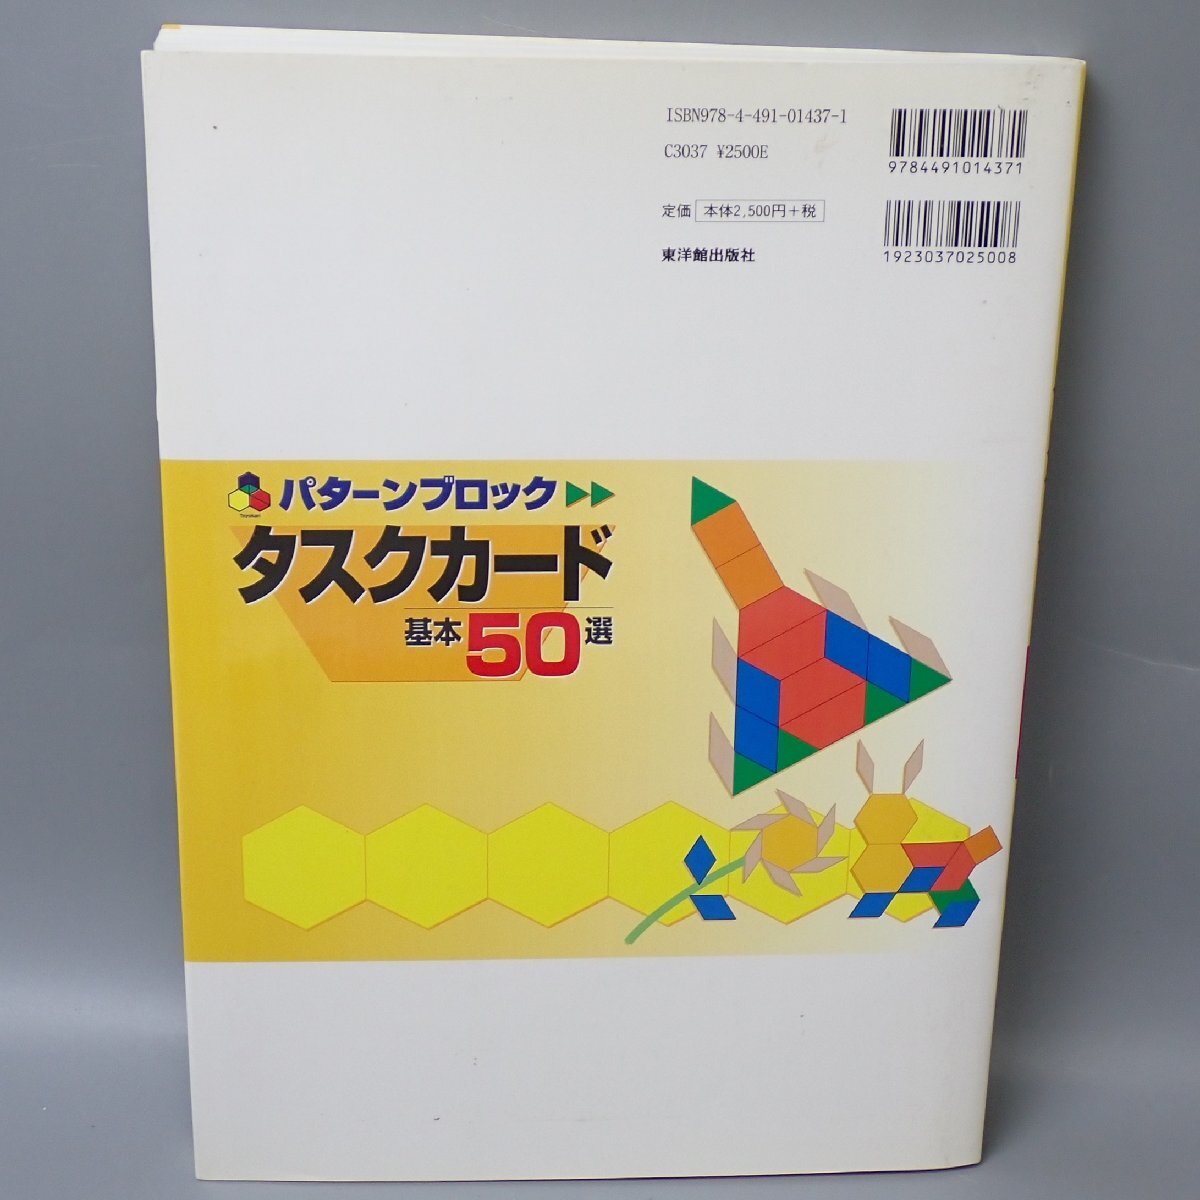 ISBN978-4-491-01437-1
C3037 ¥2500E
9784491014371
定価 本体2,500円+税
1923037025008
東洋館出版社
パターンブロック
Toyokan
タスクカード
基本50選